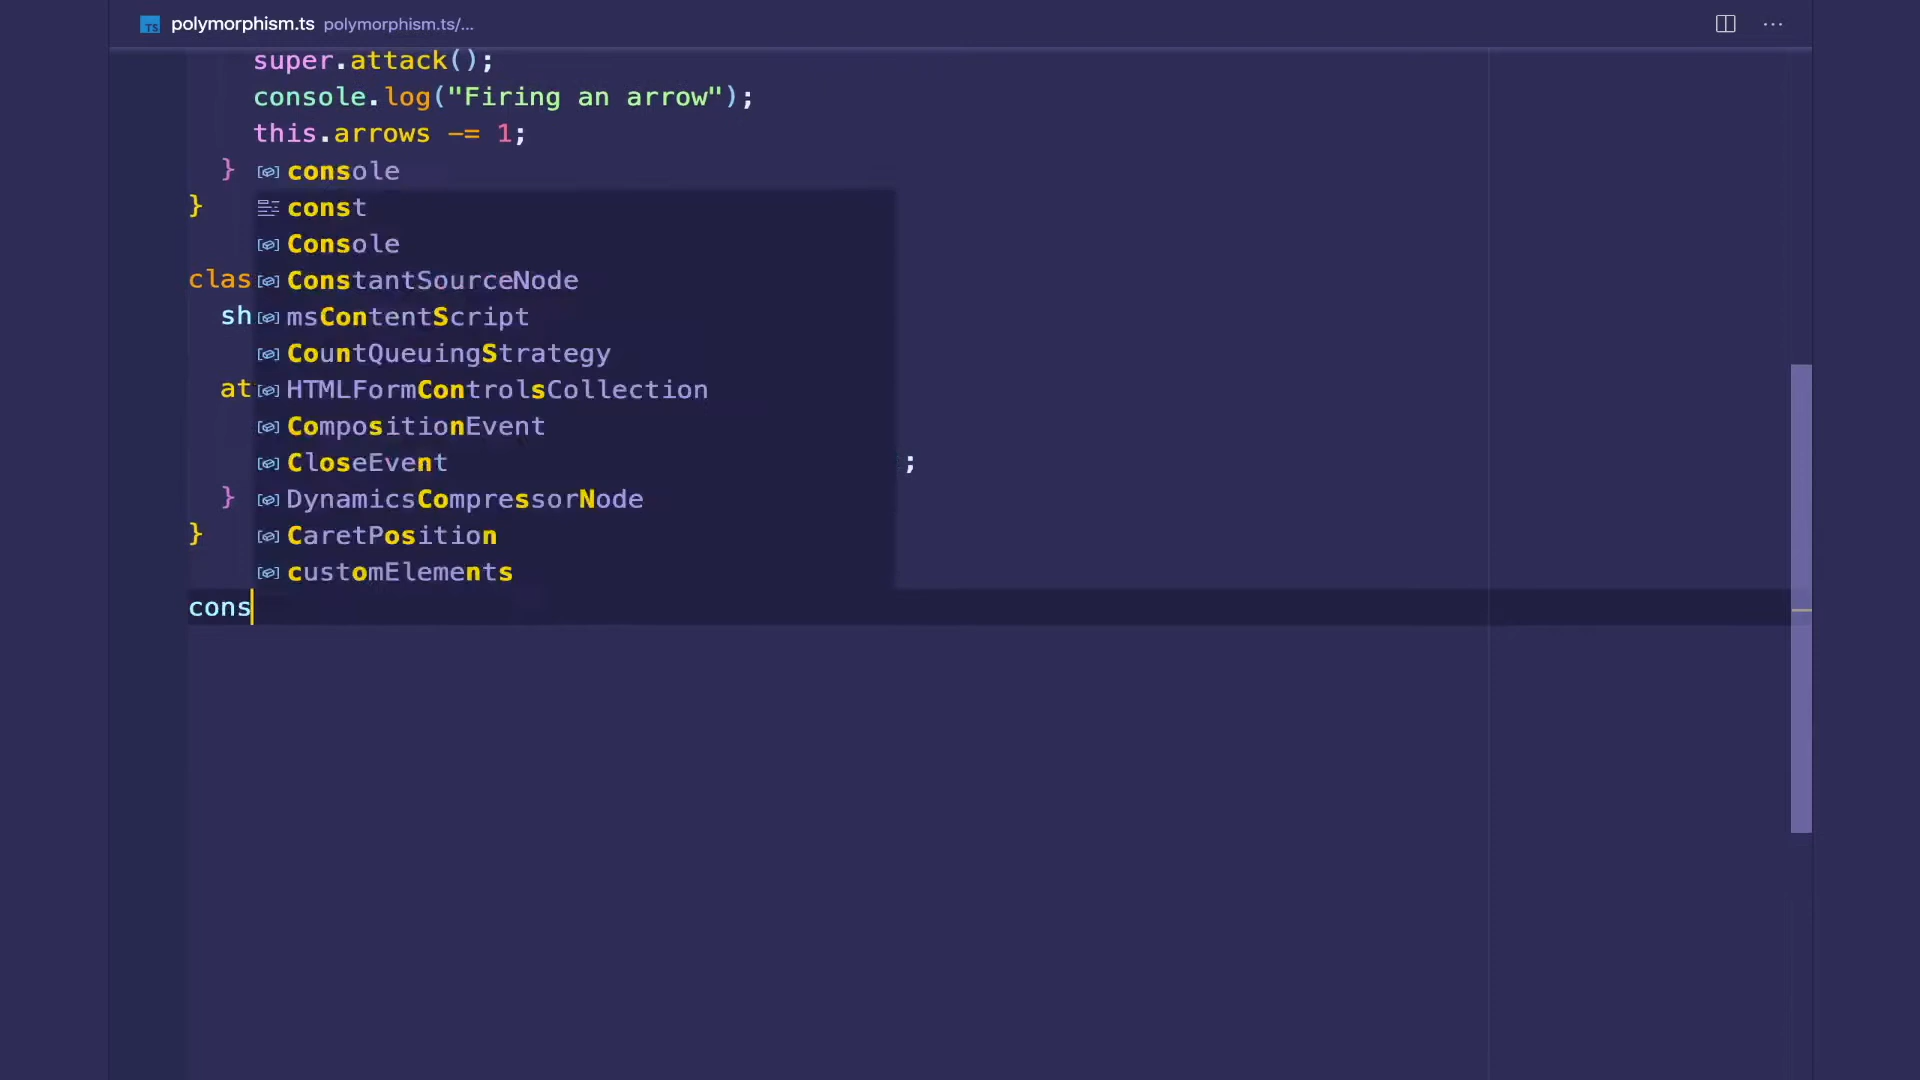 polymorphism.ts polymorphism.ts/...
super.attack();
console.log("Firing an arrow");
this.arrows -= 1;
} console
} const
Console
clas ConstantSourceNode
sh msContentScript
CountQueuingStrategy
at HTMLFormControlsCollection
CompositionEvent
CloseEvent ;
} DynamicsCompressorNode
} CaretPosition
customElements
cons